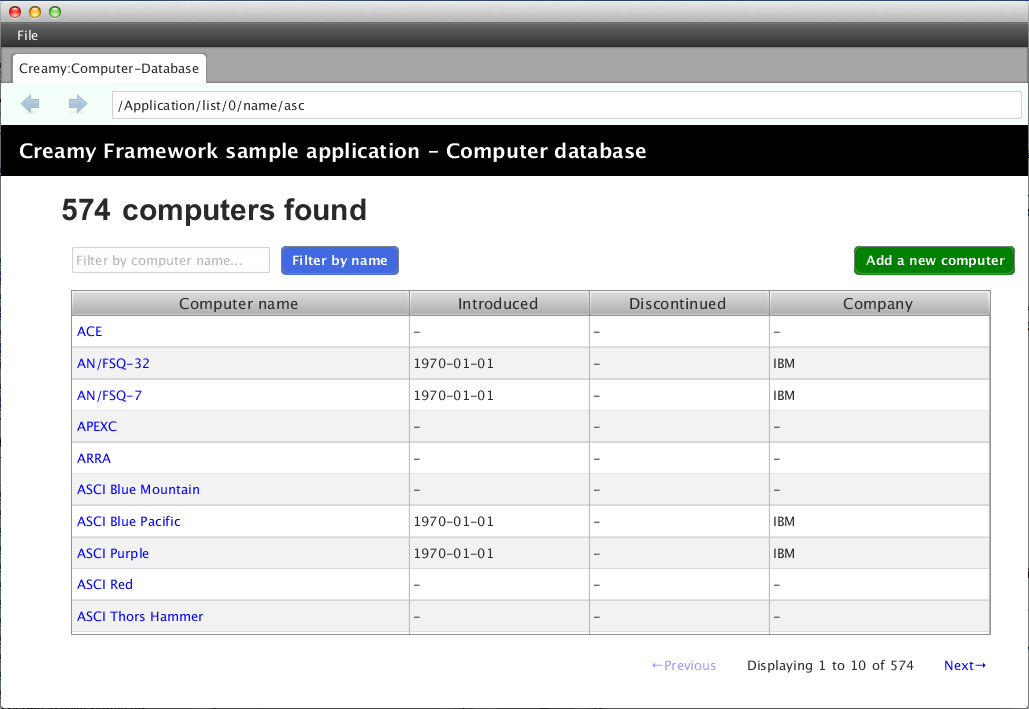 File
Creamy:Computer-Database
/Application/list/0/name/asc
Creamy Framework sample application - Computer database
574 computers found
Filter by computer name... Filter by name Add a new computer
Computer name Introduced Discontinued Company
ACE - - -
AN/FSQ-32 1970-01-01 - IBM
AN/FSQ-7 1970-01-01 - IBM
APEXC - - -
ARRA - - -
ASCI Blue Mountain - - -
ASCI Blue Pacific 1970-01-01 - IBM
ASCI Purple 1970-01-01 - IBM
ASCI Red - - -
ASCI Thors Hammer - - -
←Previous Displaying 1 to 10 of 574 Next→